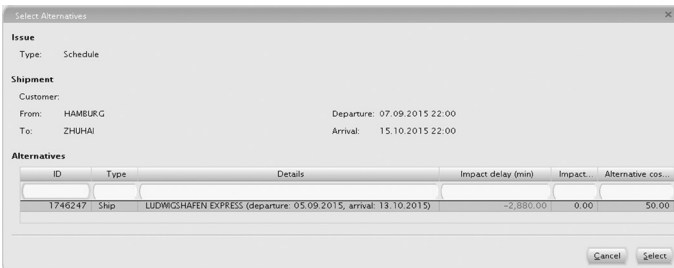 Select Alternatives
Issue
Type: Schedule
Shipment
Customer:
From: HAMBURG Departure: 07.09.2015 22:00
To: ZHUHAI Arrival: 15.10.2015 22:00
Alternatives
ID Type Details Impact delay (min) Impact... Alternative cos...
1746247 Ship LUDWIGSHAFEN EXPRESS (departure: 05.09.2015, arrival: 13.10.2015) -2,880.00 0.00 50.00
Cancel Select